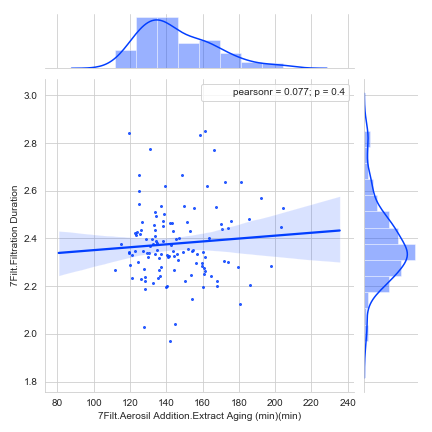 pearsonr = 0.077; p = 0.4
3.0
2.8
2.6
2.4
2.2
2.0
1.8
7Filt.Filtration Duration
80 100 120 140 160 180 200 220 240
7Filt.Aerosil Addition.Extract Aging (min)(min)